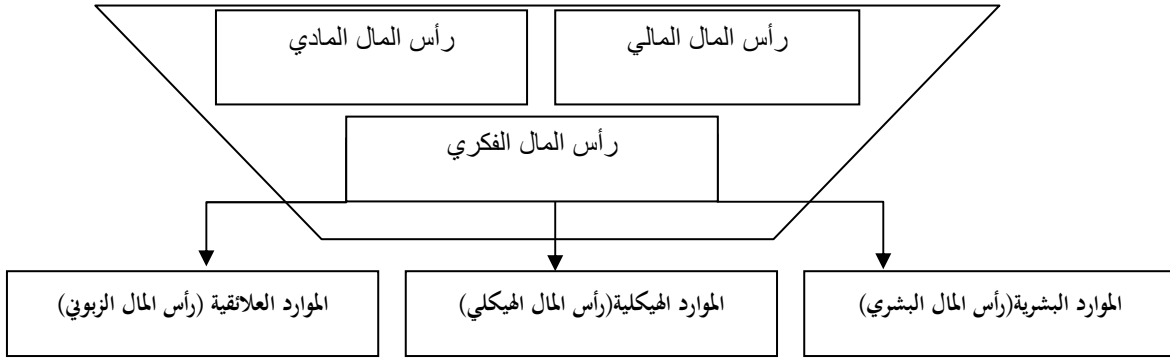 رأس المال المالي
رأس المال المادي
رأس المال الفكري
الموارد البشرية(رأس المال البشري)
الموارد الهيكلية(رأس المال الهيكلي)
الموارد العلائقية (رأس المال الزبوني)